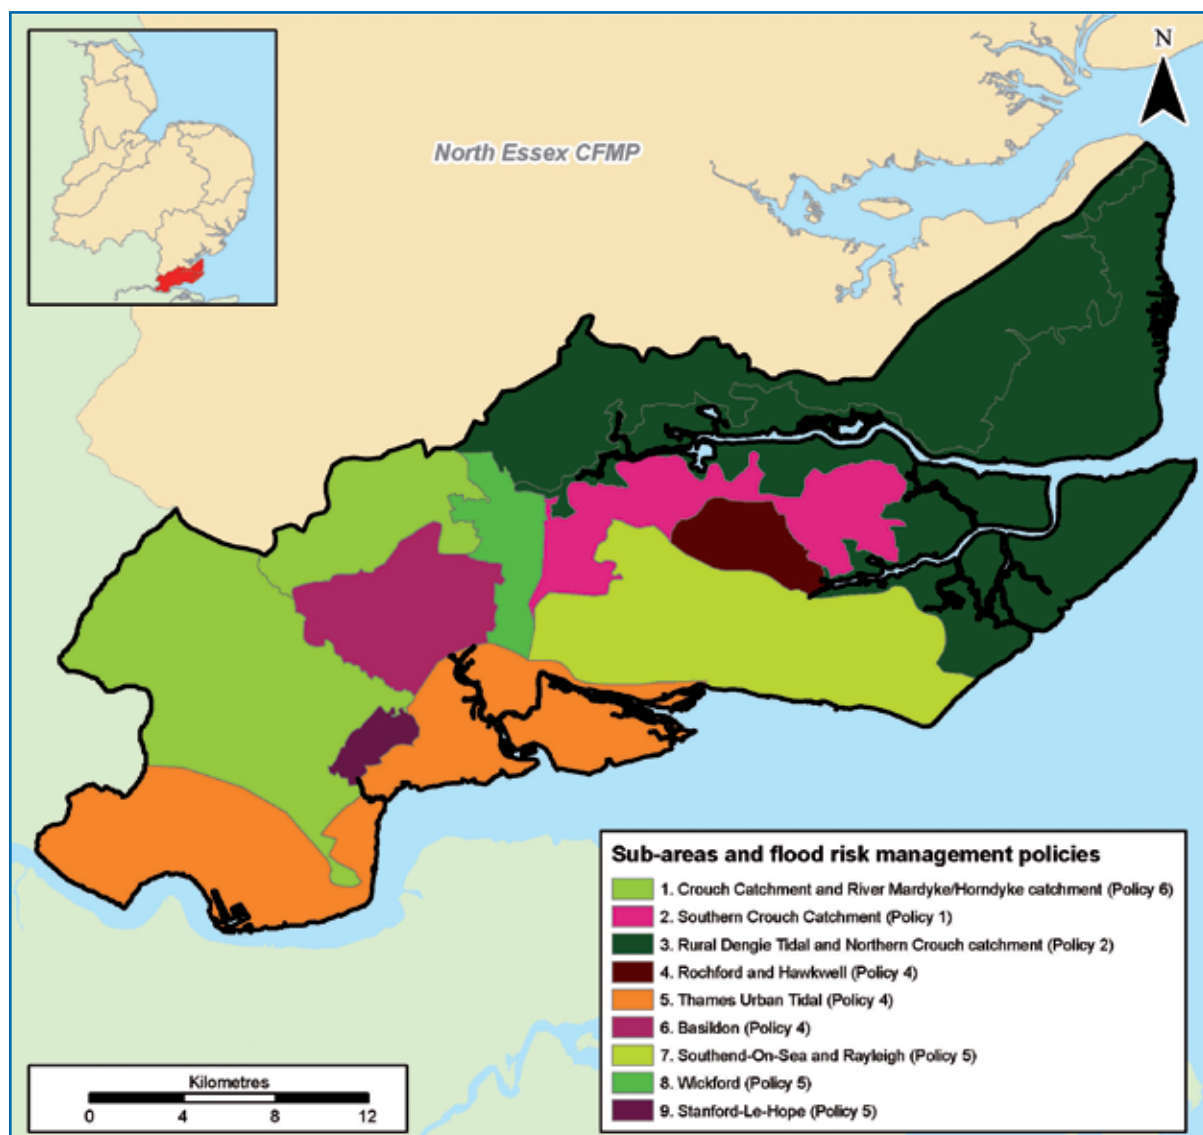 N
North Essex CFMP
Sub-areas and flood risk management policies
1. Crouch Catchment and River Mardyke/Horndyke catchment (Policy 6)
2. Southern Crouch Catchment (Policy 1)
3. Rural Dengie Tidal and Northern Crouch catchment (Policy 2)
4. Rochford and Hawkwell (Policy 4)
5. Thames Urban Tidal (Policy 4)
6. Basildon (Policy 4)
7. Southend-On-Sea and Rayleigh (Policy 5)
8. Wickford (Policy 5)
9. Stanford-Le-Hope (Policy 5)
Kilometres
0 4 8 12